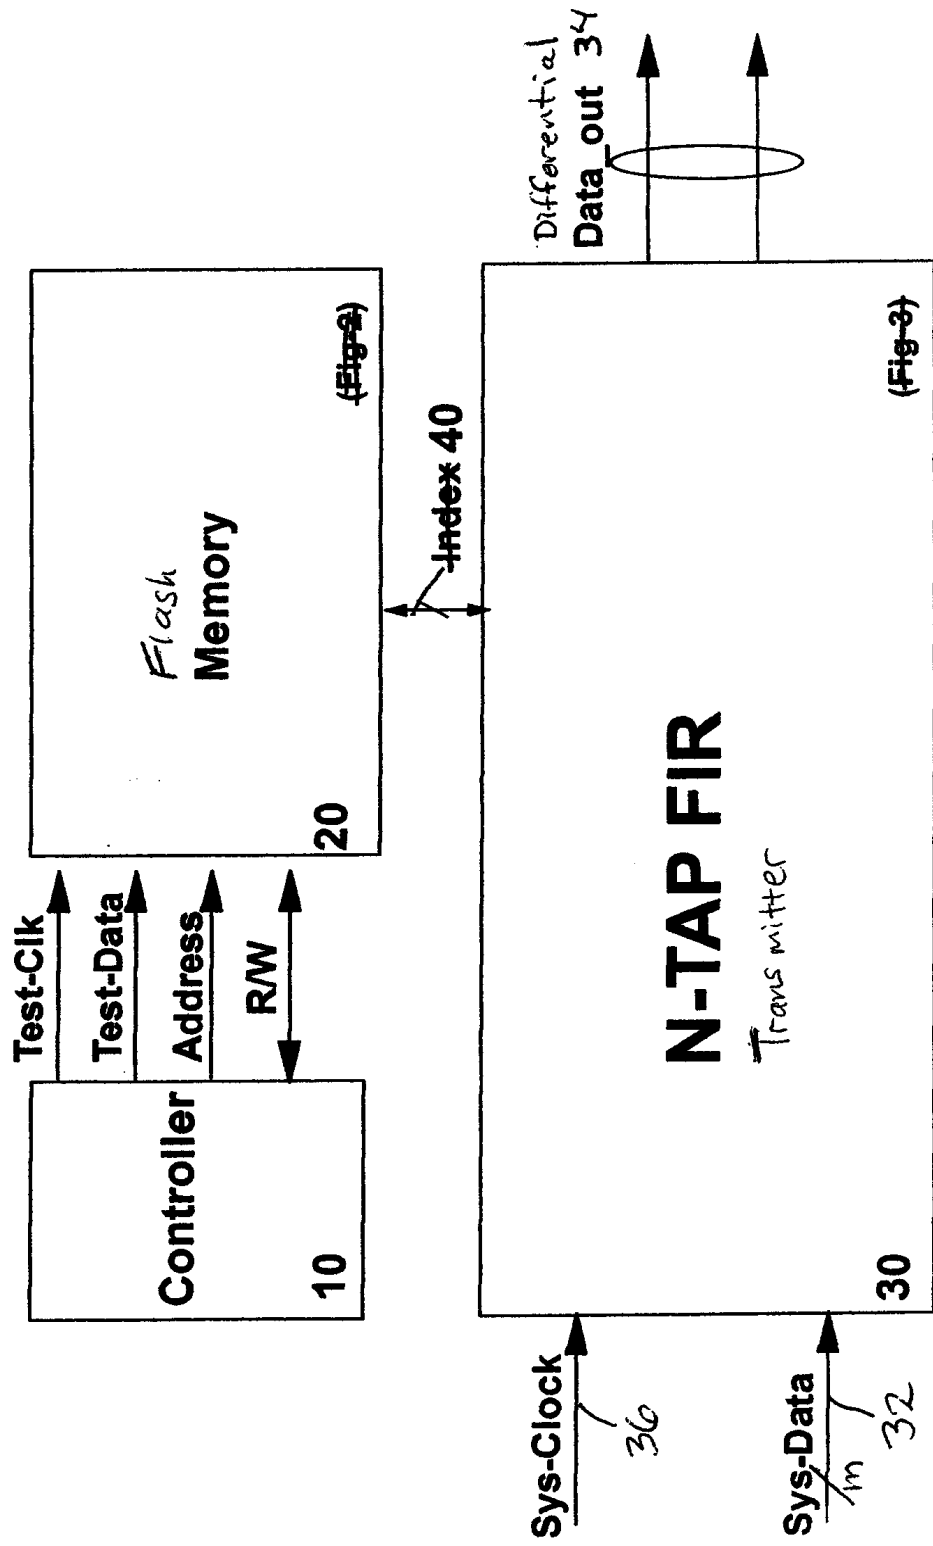 Test-Clk
Test-Data
Address
R/W
Controller
10
Flash
Memory
20
(Fig 2)
Index 40
Differential
Data_out 34
N-TAP FIR
Transmitter
30
(Fig 3)
Sys-Clock
36
Sys-Data
m
32